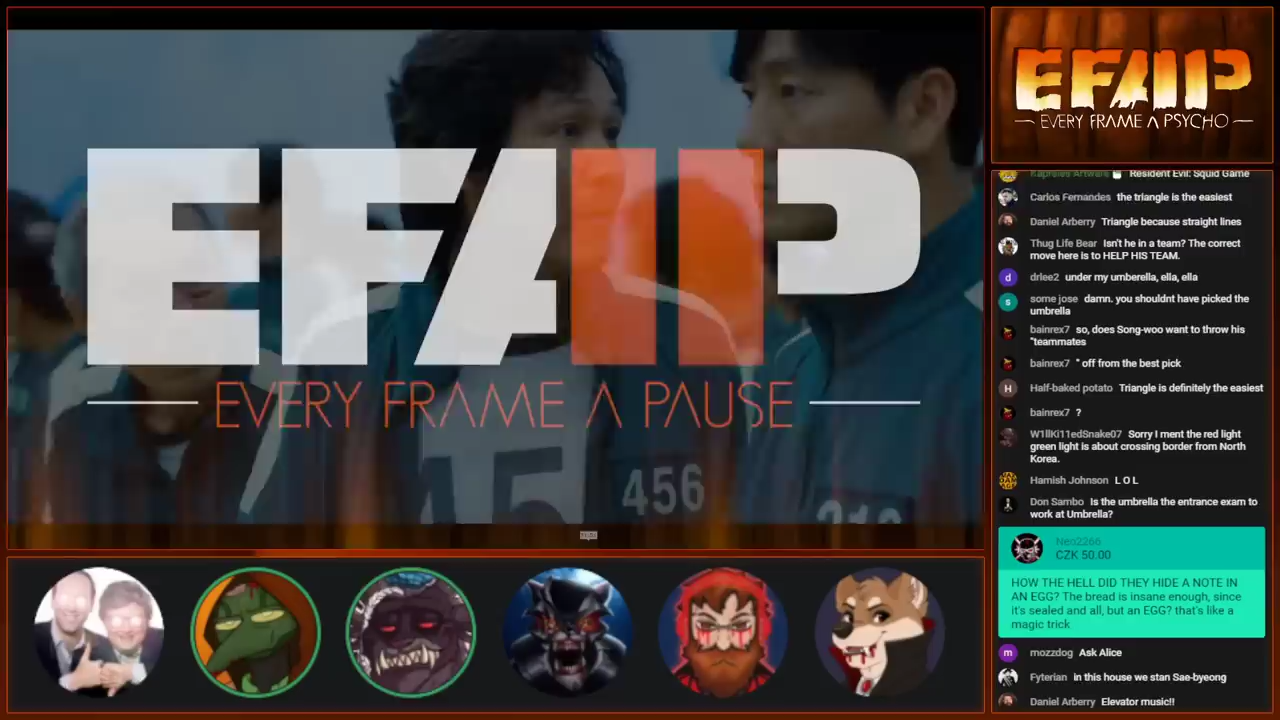 EFAP
EVERY FRAME A PAUSE
45
456
218
EFAP
EVERY FRAME A PSYCHO
Kapreles Artwers Resident Evil: Squid Game
Carlos Fernandes the triangle is the easiest
Daniel Arberry Triangle because straight lines
Thug Life Bear Isn't he in a team? The correct
move here is to HELP HIS TEAM.
drlee2 under my umberella, ella, ella
some jose damn. you shouldnt have picked the
umbrella
bainrex7 so, does Song-woo want to throw his
"teammates
bainrex7 " off from the best pick
Half-baked potato Triangle is definitely the easiest
bainrex7 ?
W1llKi11edSnake07 Sorry I ment the red light
green light is about crossing border from North
Korea.
Hamish Johnson L O L
Don Sambo Is the umbrella the entrance exam to
work at Umbrella?
Neo2266
CZK 50.00
HOW THE HELL DID THEY HIDE A NOTE IN
AN EGG? The bread is insane enough, since
it's sealed and all, but an EGG? that's like a
magic trick
mozzdog Ask Alice
Fyterian in this house we stan Sae-byeong
Daniel Arberry Elevator music!!